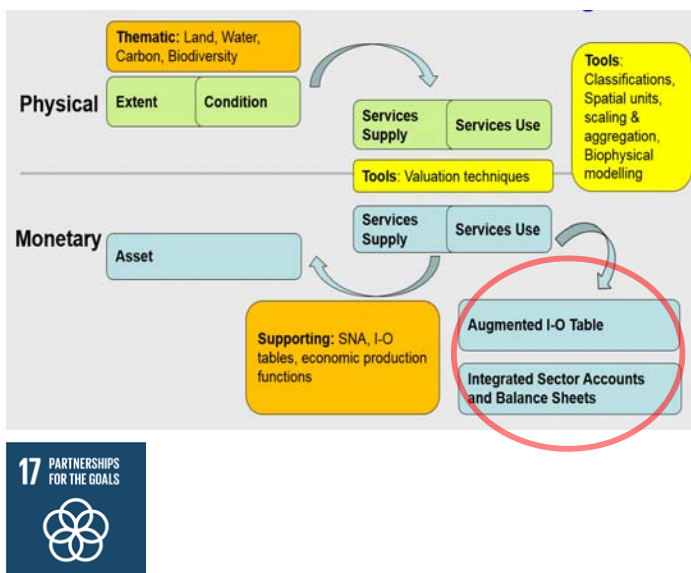 Thematic: Land, Water,
Carbon, Biodiversity
Physical
Extent
Condition
Services
Supply
Services Use
Tools:
Classifications,
Spatial units,
scaling &
aggregation,
Biophysical
modelling
Tools: Valuation techniques
Monetary
Asset
Services
Supply
Services Use
Supporting: SNA, I-O
tables, economic production
functions
Augmented I-O Table
Integrated Sector Accounts
and Balance Sheets
17 PARTNERSHIPS
FOR THE GOALS